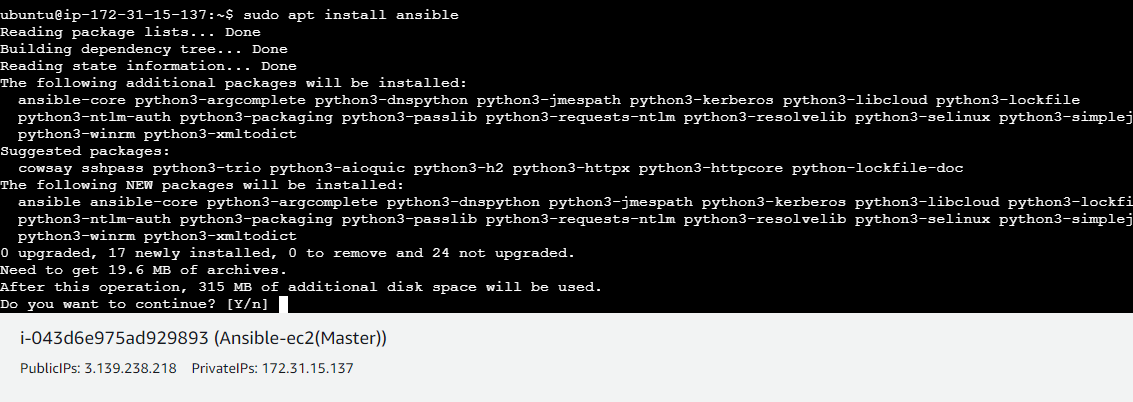 ubuntu@ip-172-31-15-137:~$ sudo apt install ansible
Reading package lists... Done
Building dependency tree... Done
Reading state information... Done
The following additional packages will be installed:
  ansible-core python3-argcomplete python3-dnspython python3-jmespath python3-kerberos python3-libcloud python3-lockfile
  python3-ntlm-auth python3-packaging python3-passlib python3-requests-ntlm python3-resolvelib python3-selinux python3-simplej
  python3-winrm python3-xmltodict
Suggested packages:
  cowsay sshpass python3-trio python3-aioquic python3-h2 python3-httpx python3-httpcore python-lockfile-doc
The following NEW packages will be installed:
  ansible ansible-core python3-argcomplete python3-dnspython python3-jmespath python3-kerberos python3-libcloud python3-lockfi
  python3-ntlm-auth python3-packaging python3-passlib python3-requests-ntlm python3-resolvelib python3-selinux python3-simplej
  python3-winrm python3-xmltodict
0 upgraded, 17 newly installed, 0 to remove and 24 not upgraded.
Need to get 19.6 MB of archives.
After this operation, 315 MB of additional disk space will be used.
Do you want to continue? [Y/n]
i-043d6e975ad929893 (Ansible-ec2(Master))
PublicIPs: 3.139.238.218 PrivateIPs: 172.31.15.137